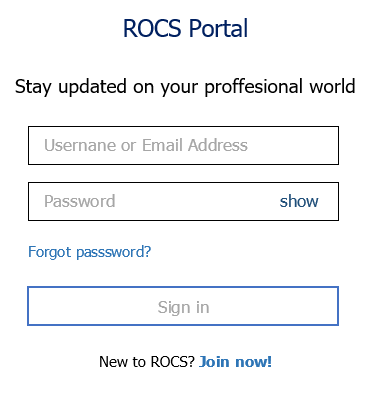 ROCS Portal
Stay updated on your proffesional world
Usernane or Email Address
Password show
Forgot passsword?
Sign in
New to ROCS? Join now!